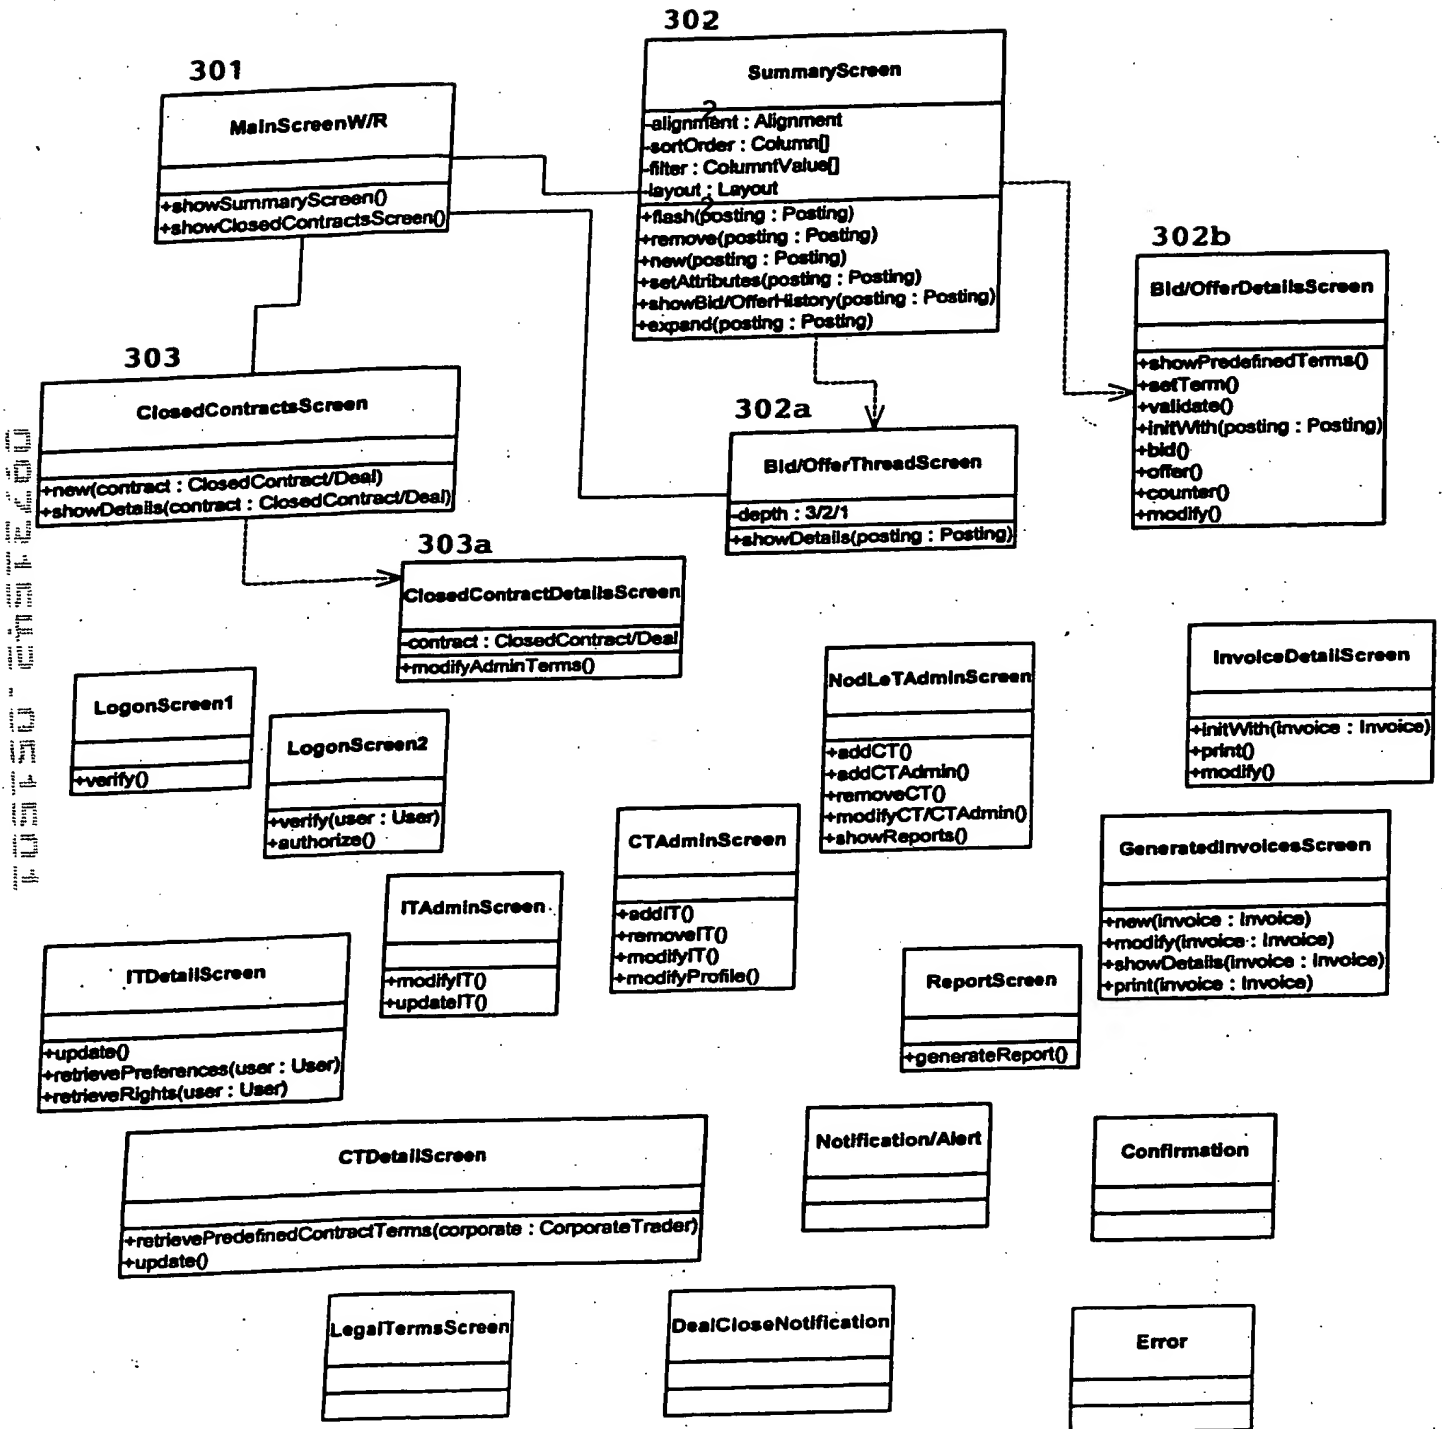 302
SummaryScreen
-alignment : Alignment
-sortOrder : Column[]
-filter : ColumntValue[]
-layout : Layout
+flash(posting : Posting)
+remove(posting : Posting)
+new(posting : Posting)
+setAttributes(posting : Posting)
+showBid/OfferHistory(posting : Posting)
+expand(posting : Posting)
2
2
301
MainScreenW/R
+showSummaryScreen()
+showClosedContractsScreen()
302b
Bid/OfferDetailsScreen
+showPredefinedTerms()
+setTerm()
+validate()
+initWith(posting : Posting)
+bid()
+offer()
+counter()
+modify()
303
ClosedContractsScreen
+new(contract : ClosedContract/Deal)
+showDetails(contract : ClosedContract/Deal)
302a
Bid/OfferThreadScreen
-depth : 3/2/1
+showDetails(posting : Posting)
303a
ClosedContractDetailsScreen
-contract : ClosedContract/Deal
+modifyAdminTerms()
LogonScreen1
+verify()
LogonScreen2
+verify(user : User)
+authorize()
NodLeTAdminScreen
+addCT()
+addCTAdmin()
+removeCT()
+modifyCT/CTAdmin()
+showReports()
InvoiceDetailScreen
+initWith(invoice : Invoice)
+print()
+modify()
CTAdminScreen
+addIT()
+removeIT()
+modifyIT()
+modifyProfile()
GeneratedInvoicesScreen
+new(invoice : Invoice)
+modify(invoice : Invoice)
+showDetails(invoice : Invoice)
+print(invoice : Invoice)
ITAdminScreen
+modifyIT()
+updateIT()
ITDetailScreen
+update()
+retrievePreferences(user : User)
+retrieveRights(user : User)
ReportScreen
+generateReport()
CTDetailScreen
+retrievePredefinedContractTerms(corporate : CorporateTrader)
+update()
Notification/Alert
Confirmation
LegalTermsScreen
DealCloseNotification
Error